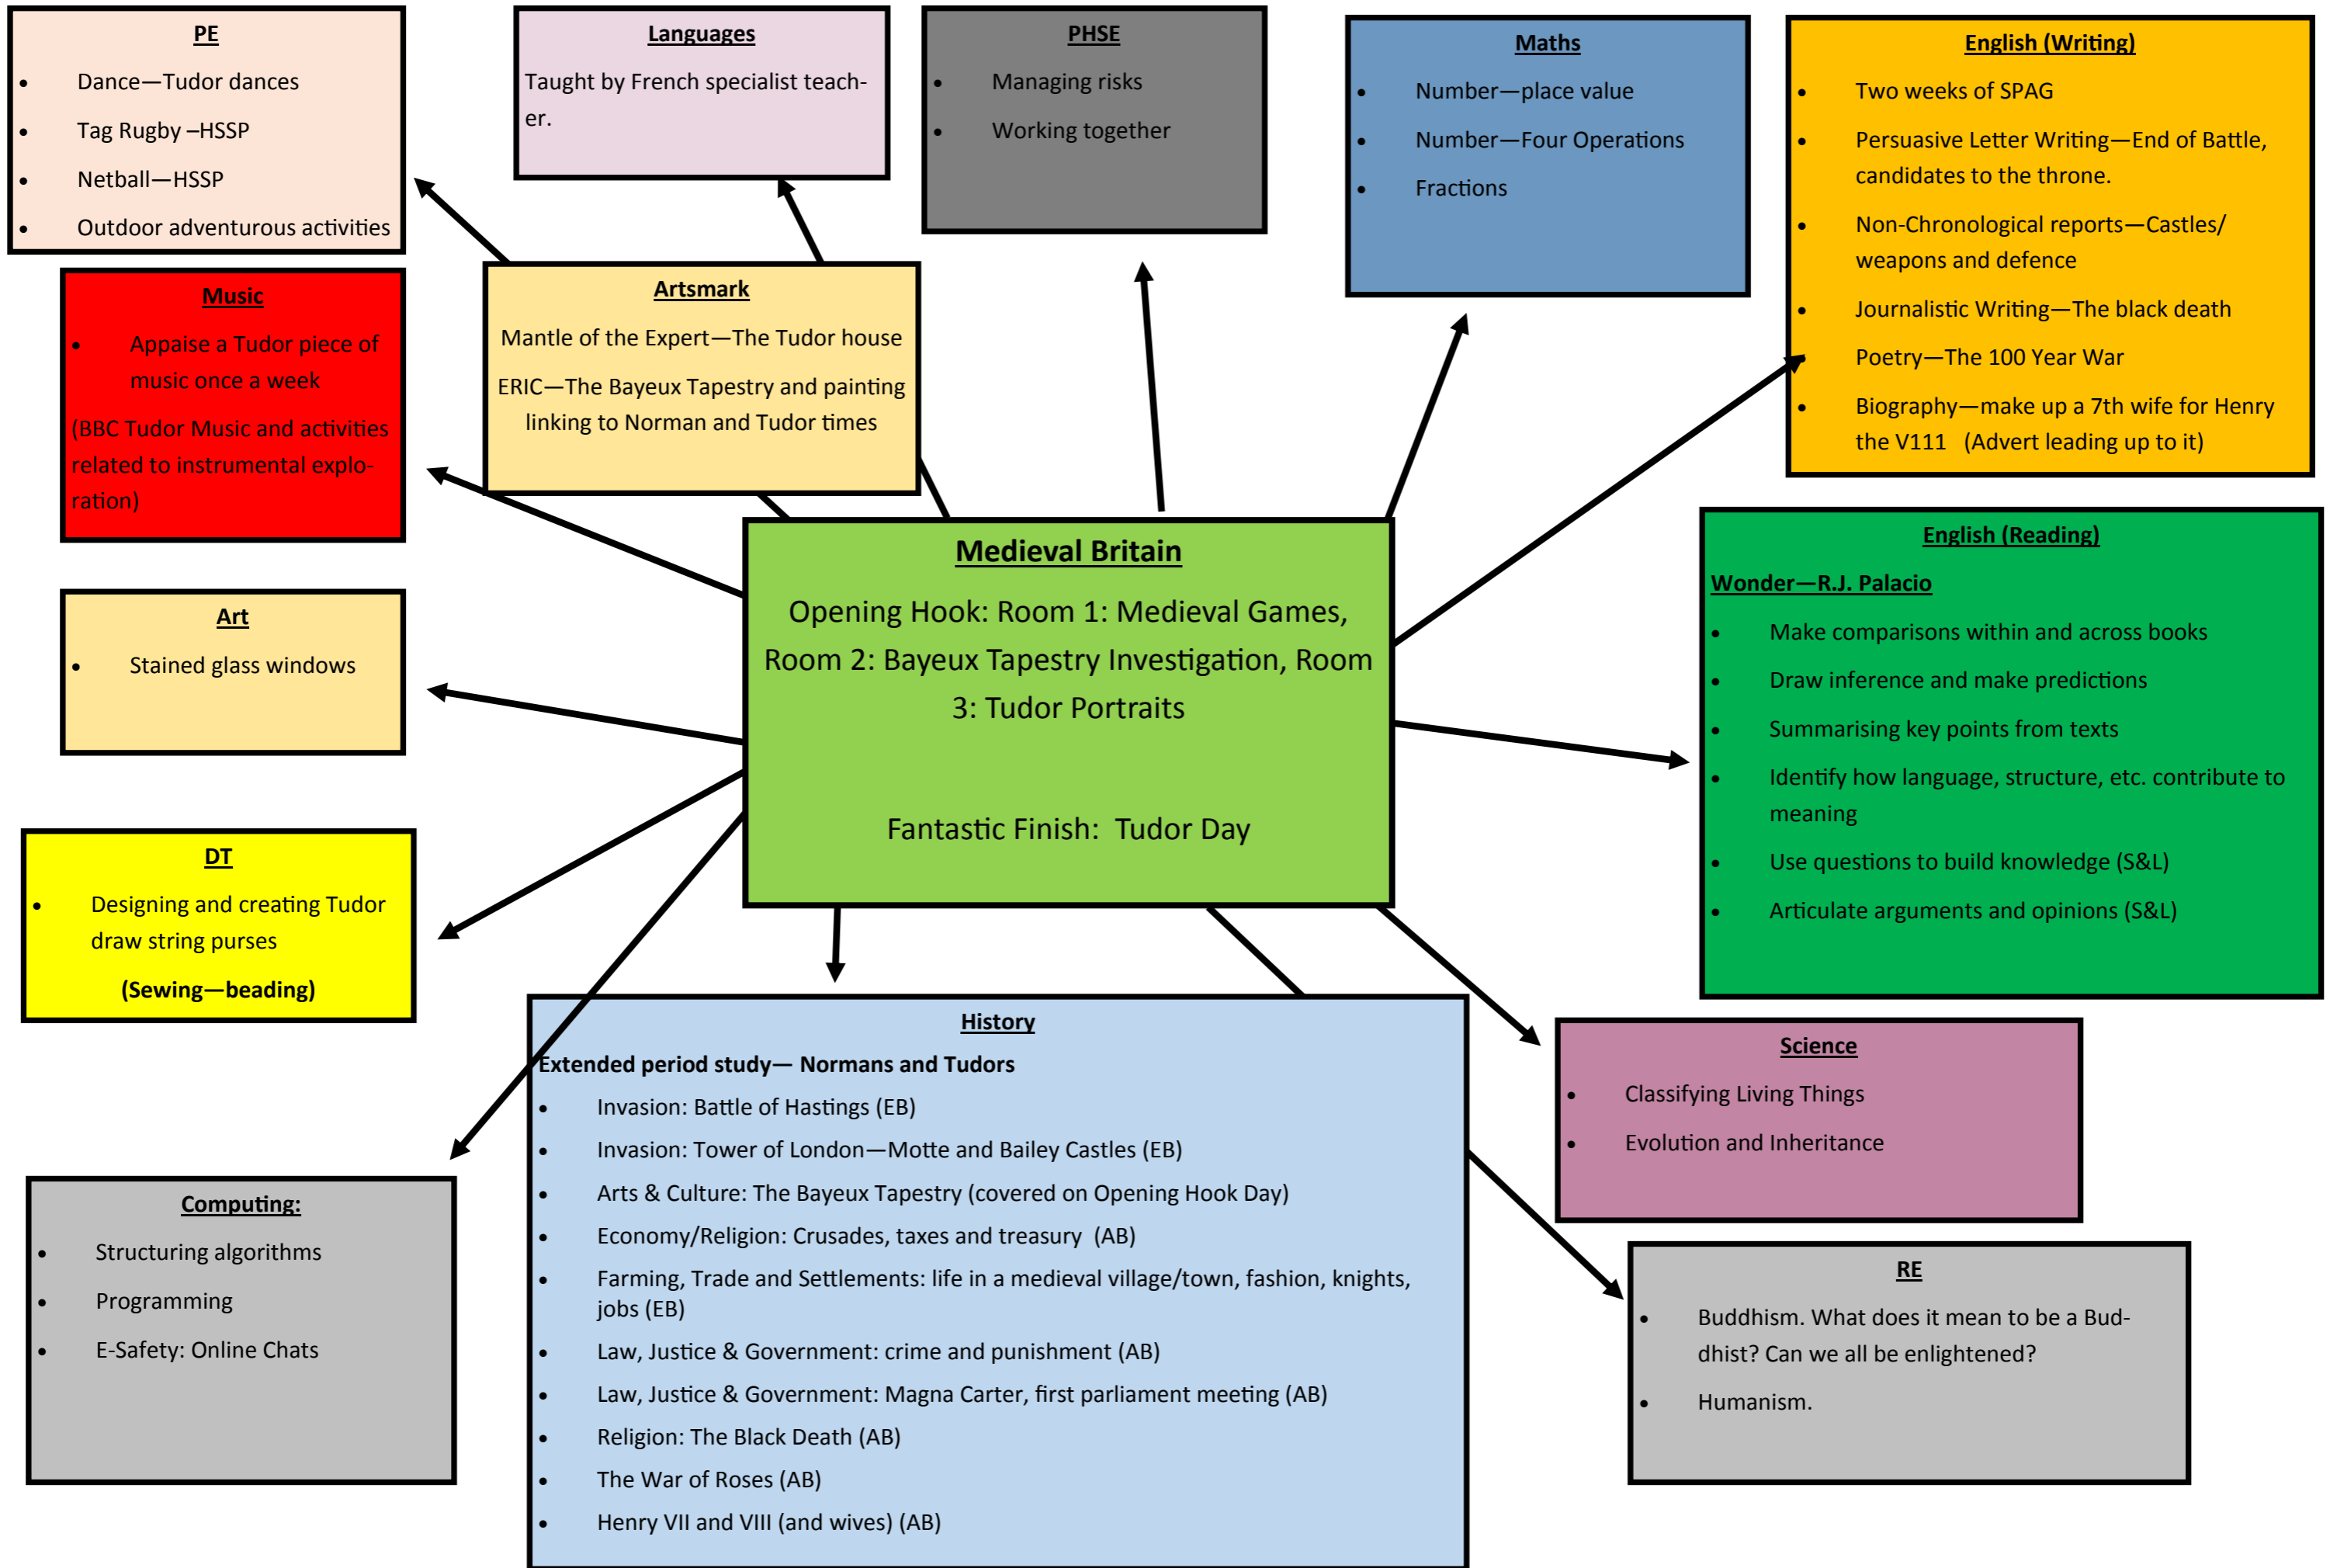 PE
• Dance—Tudor dances
• Tag Rugby –HSSP
• Netball—HSSP
• Outdoor adventurous activities
Languages
Taught by French specialist teach-
er.
PHSE
• Managing risks
• Working together
Maths
• Number—place value
• Number—Four Operations
• Fractions
English (Writing)
• Two weeks of SPAG
• Persuasive Letter Writing—End of Battle,
candidates to the throne.
• Non-Chronological reports—Castles/
weapons and defence
• Journalistic Writing—The black death
• Poetry—The 100 Year War
• Biography—make up a 7th wife for Henry
the V111 (Advert leading up to it)
Music
• Appaise a Tudor piece of
music once a week
(BBC Tudor Music and activities
related to instrumental explo-
ration)
Artsmark
Mantle of the Expert—The Tudor house
ERIC—The Bayeux Tapestry and painting
linking to Norman and Tudor times
Medieval Britain
Opening Hook: Room 1: Medieval Games,
Room 2: Bayeux Tapestry Investigation, Room
3: Tudor Portraits
Fantastic Finish: Tudor Day
English (Reading)
Wonder—R.J. Palacio
• Make comparisons within and across books
• Draw inference and make predictions
• Summarising key points from texts
• Identify how language, structure, etc. contribute to
meaning
• Use questions to build knowledge (S&L)
• Articulate arguments and opinions (S&L)
Art
• Stained glass windows
DT
• Designing and creating Tudor
draw string purses
(Sewing—beading)
History
Extended period study— Normans and Tudors
• Invasion: Battle of Hastings (EB)
• Invasion: Tower of London—Motte and Bailey Castles (EB)
• Arts & Culture: The Bayeux Tapestry (covered on Opening Hook Day)
• Economy/Religion: Crusades, taxes and treasury (AB)
• Farming, Trade and Settlements: life in a medieval village/town, fashion, knights,
jobs (EB)
• Law, Justice & Government: crime and punishment (AB)
• Law, Justice & Government: Magna Carter, first parliament meeting (AB)
• Religion: The Black Death (AB)
• The War of Roses (AB)
• Henry VII and VIII (and wives) (AB)
Science
• Classifying Living Things
• Evolution and Inheritance
Computing:
• Structuring algorithms
• Programming
• E-Safety: Online Chats
RE
• Buddhism. What does it mean to be a Bud-
dhist? Can we all be enlightened?
• Humanism.